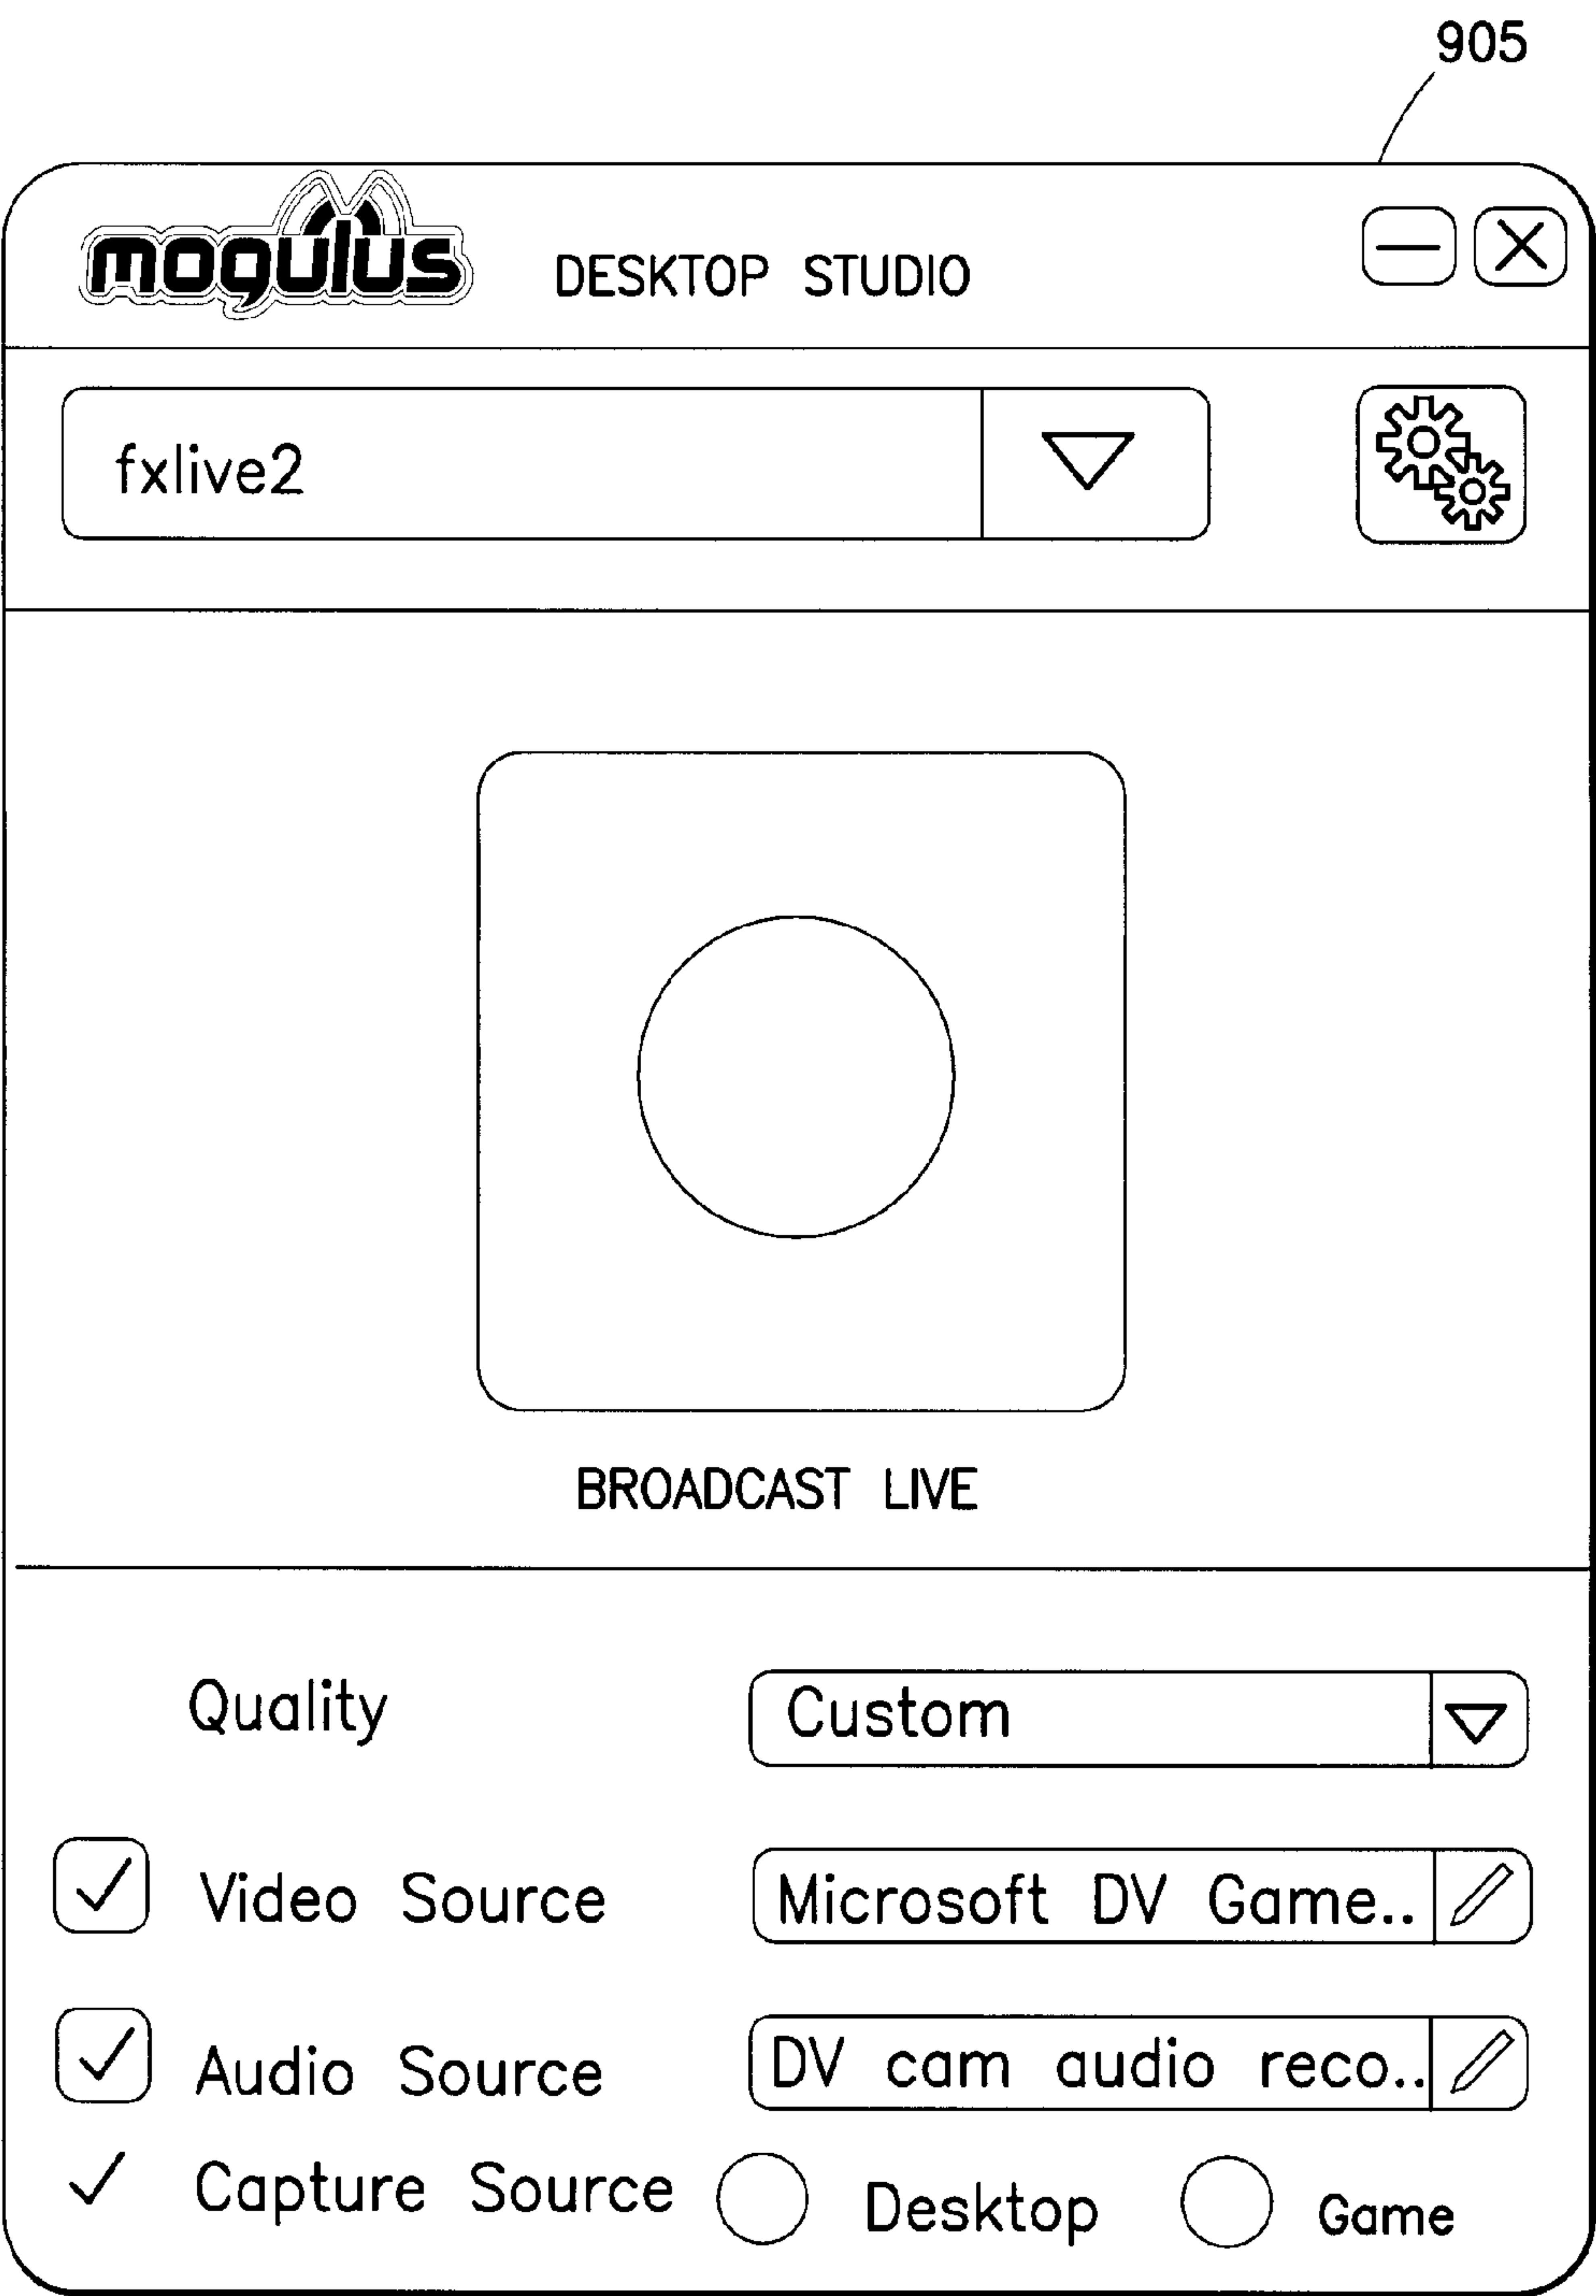 905
mogulus DESKTOP STUDIO
fxlive2
BROADCAST LIVE
Quality Custom
Video Source Microsoft DV Game..
Audio Source DV cam audio reco..
Capture Source Desktop Game